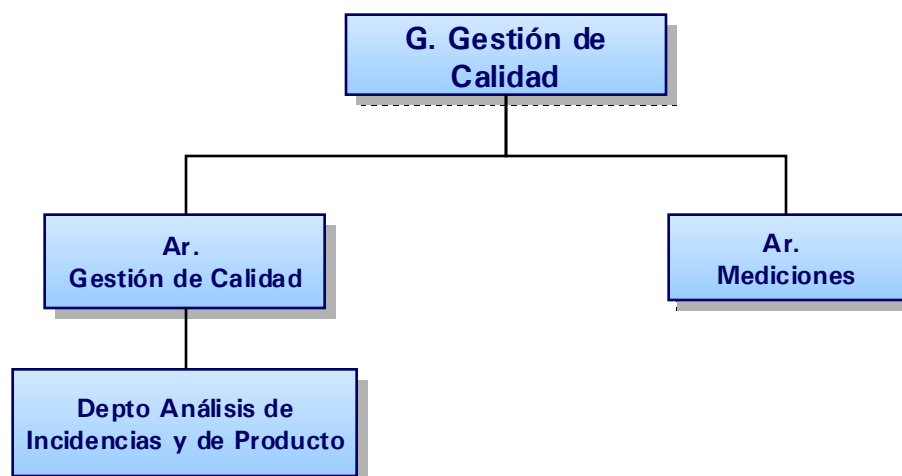 G. Gestión de
Calidad
Ar.
Gestión de Calidad
Ar.
Mediciones
Depto Análisis de
Incidencias y de Producto